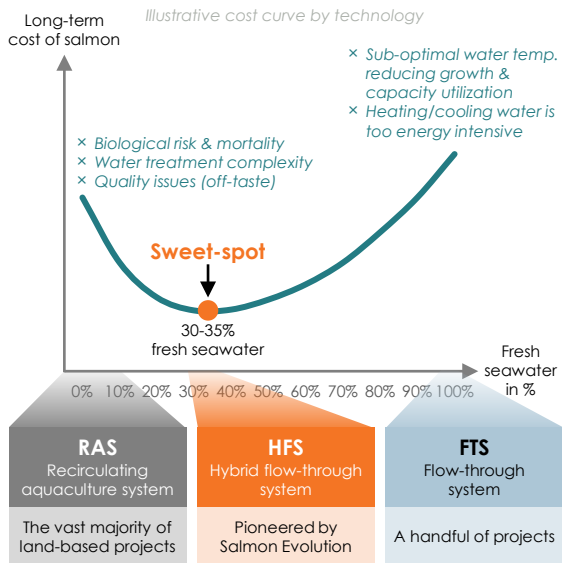 Illustrative cost curve by technology
Long-term
cost of salmon
× Sub-optimal water temp.
reducing growth &
capacity utilization
× Heating/cooling water is
too energy intensive
× Biological risk & mortality
× Water treatment complexity
× Quality issues (off-taste)
Sweet-spot
30-35%
fresh seawater
Fresh
seawater
in %
0% 10% 20% 30% 40% 50% 60% 70% 80% 90% 100%
RAS
Recirculating
aquaculture system
The vast majority of
land-based projects
HFS
Hybrid flow-through
system
Pioneered by
Salmon Evolution
FTS
Flow-through
system
A handful of projects